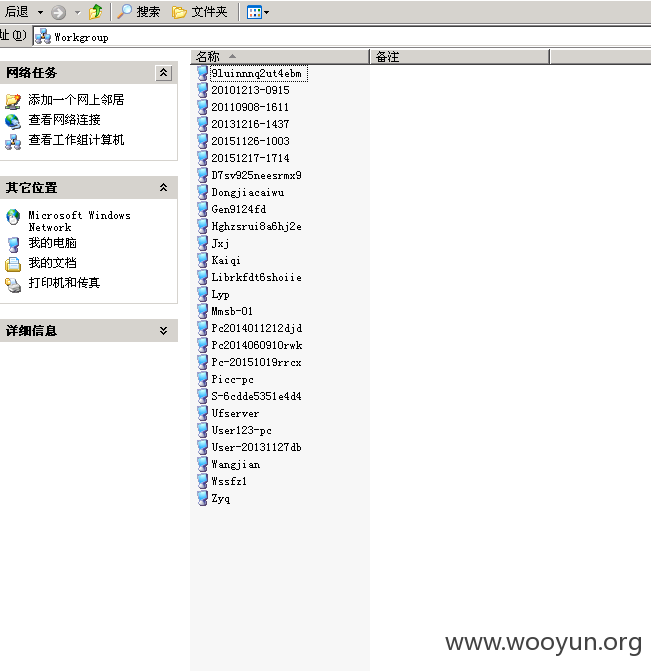 后退 搜索 文件夹
址(D) Workgroup
名称 备注
网络任务
添加一个网上邻居
查看网络连接
查看工作组计算机
其它位置
Microsoft Windows
Network
我的电脑
我的文档
打印机和传真
详细信息
9luinnnq2ut4ebm
20101213-0915
20110908-1611
20131216-1437
20151126-1003
20151217-1714
D7sv925neesrmx9
Dongjiacaiwu
Gen9124fd
Hghzsrui8a6hj2e
Jxj
Kaiqi
Librkfdt6shoiie
Lyp
Mmsb-01
Pc2014011212djd
Pc2014060910rwk
Pc-20151019rrcx
Picc-pc
S-6cdde5351e4d4
Ufserver
User123-pc
User-20131127db
Wangjian
Wssfz1
Zyq
www.wooyun.org